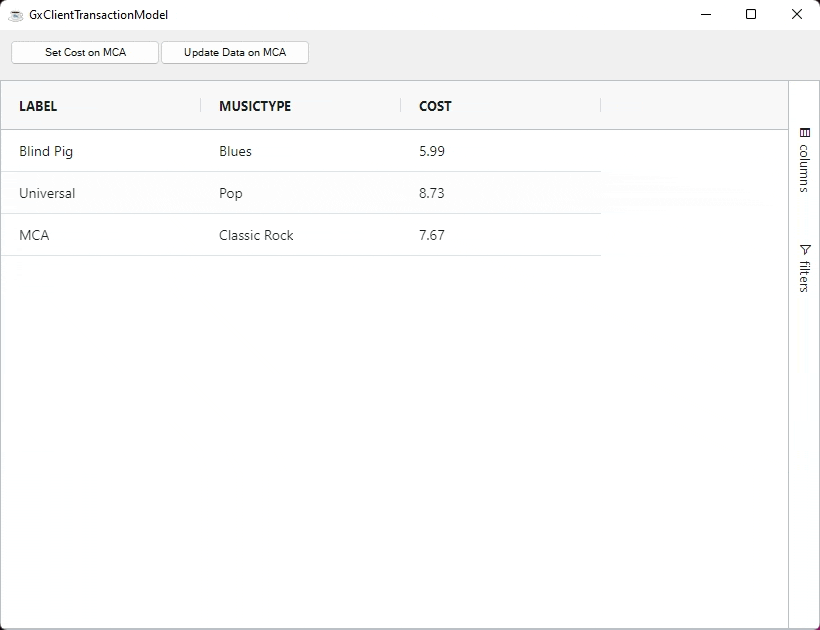 GxClientTransactionModel
Set Cost on MCA Update Data on MCA
LABEL MUSICTYPE COST
Blind Pig Blues 5.99
Universal Pop 8.73
MCA Classic Rock 7.67
columns
filters